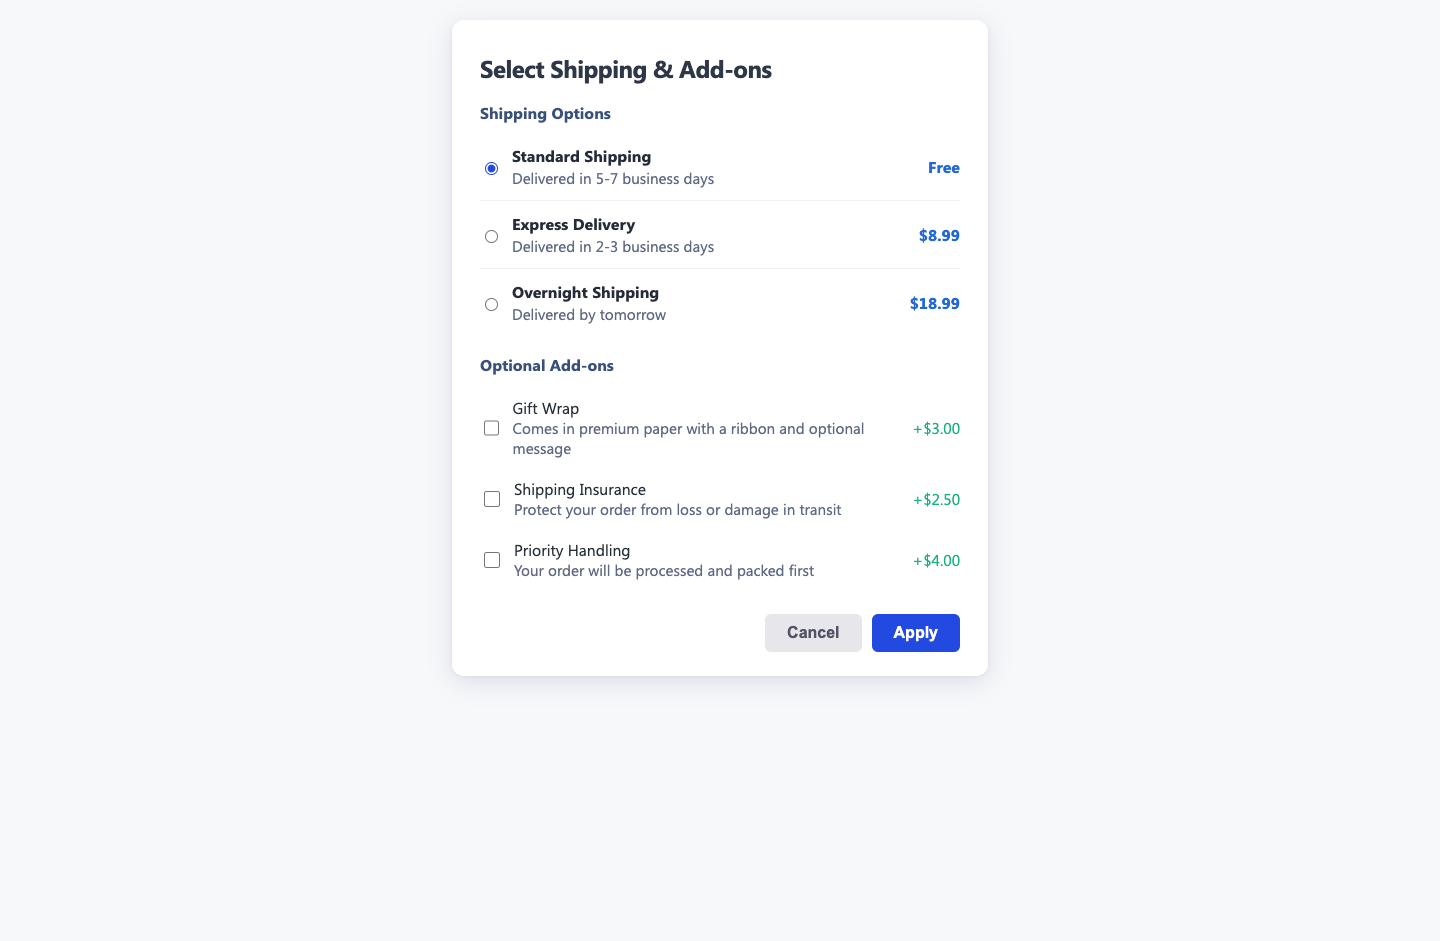 Select Shipping & Add-ons
Shipping Options
Standard Shipping
Delivered in 5-7 business days
Free
Express Delivery
Delivered in 2-3 business days
$8.99
Overnight Shipping
Delivered by tomorrow
$18.99
Optional Add-ons
Gift Wrap
Comes in premium paper with a ribbon and optional
message
+$3.00
Shipping Insurance
Protect your order from loss or damage in transit
+$2.50
Priority Handling
Your order will be processed and packed first
+$4.00
Cancel
Apply